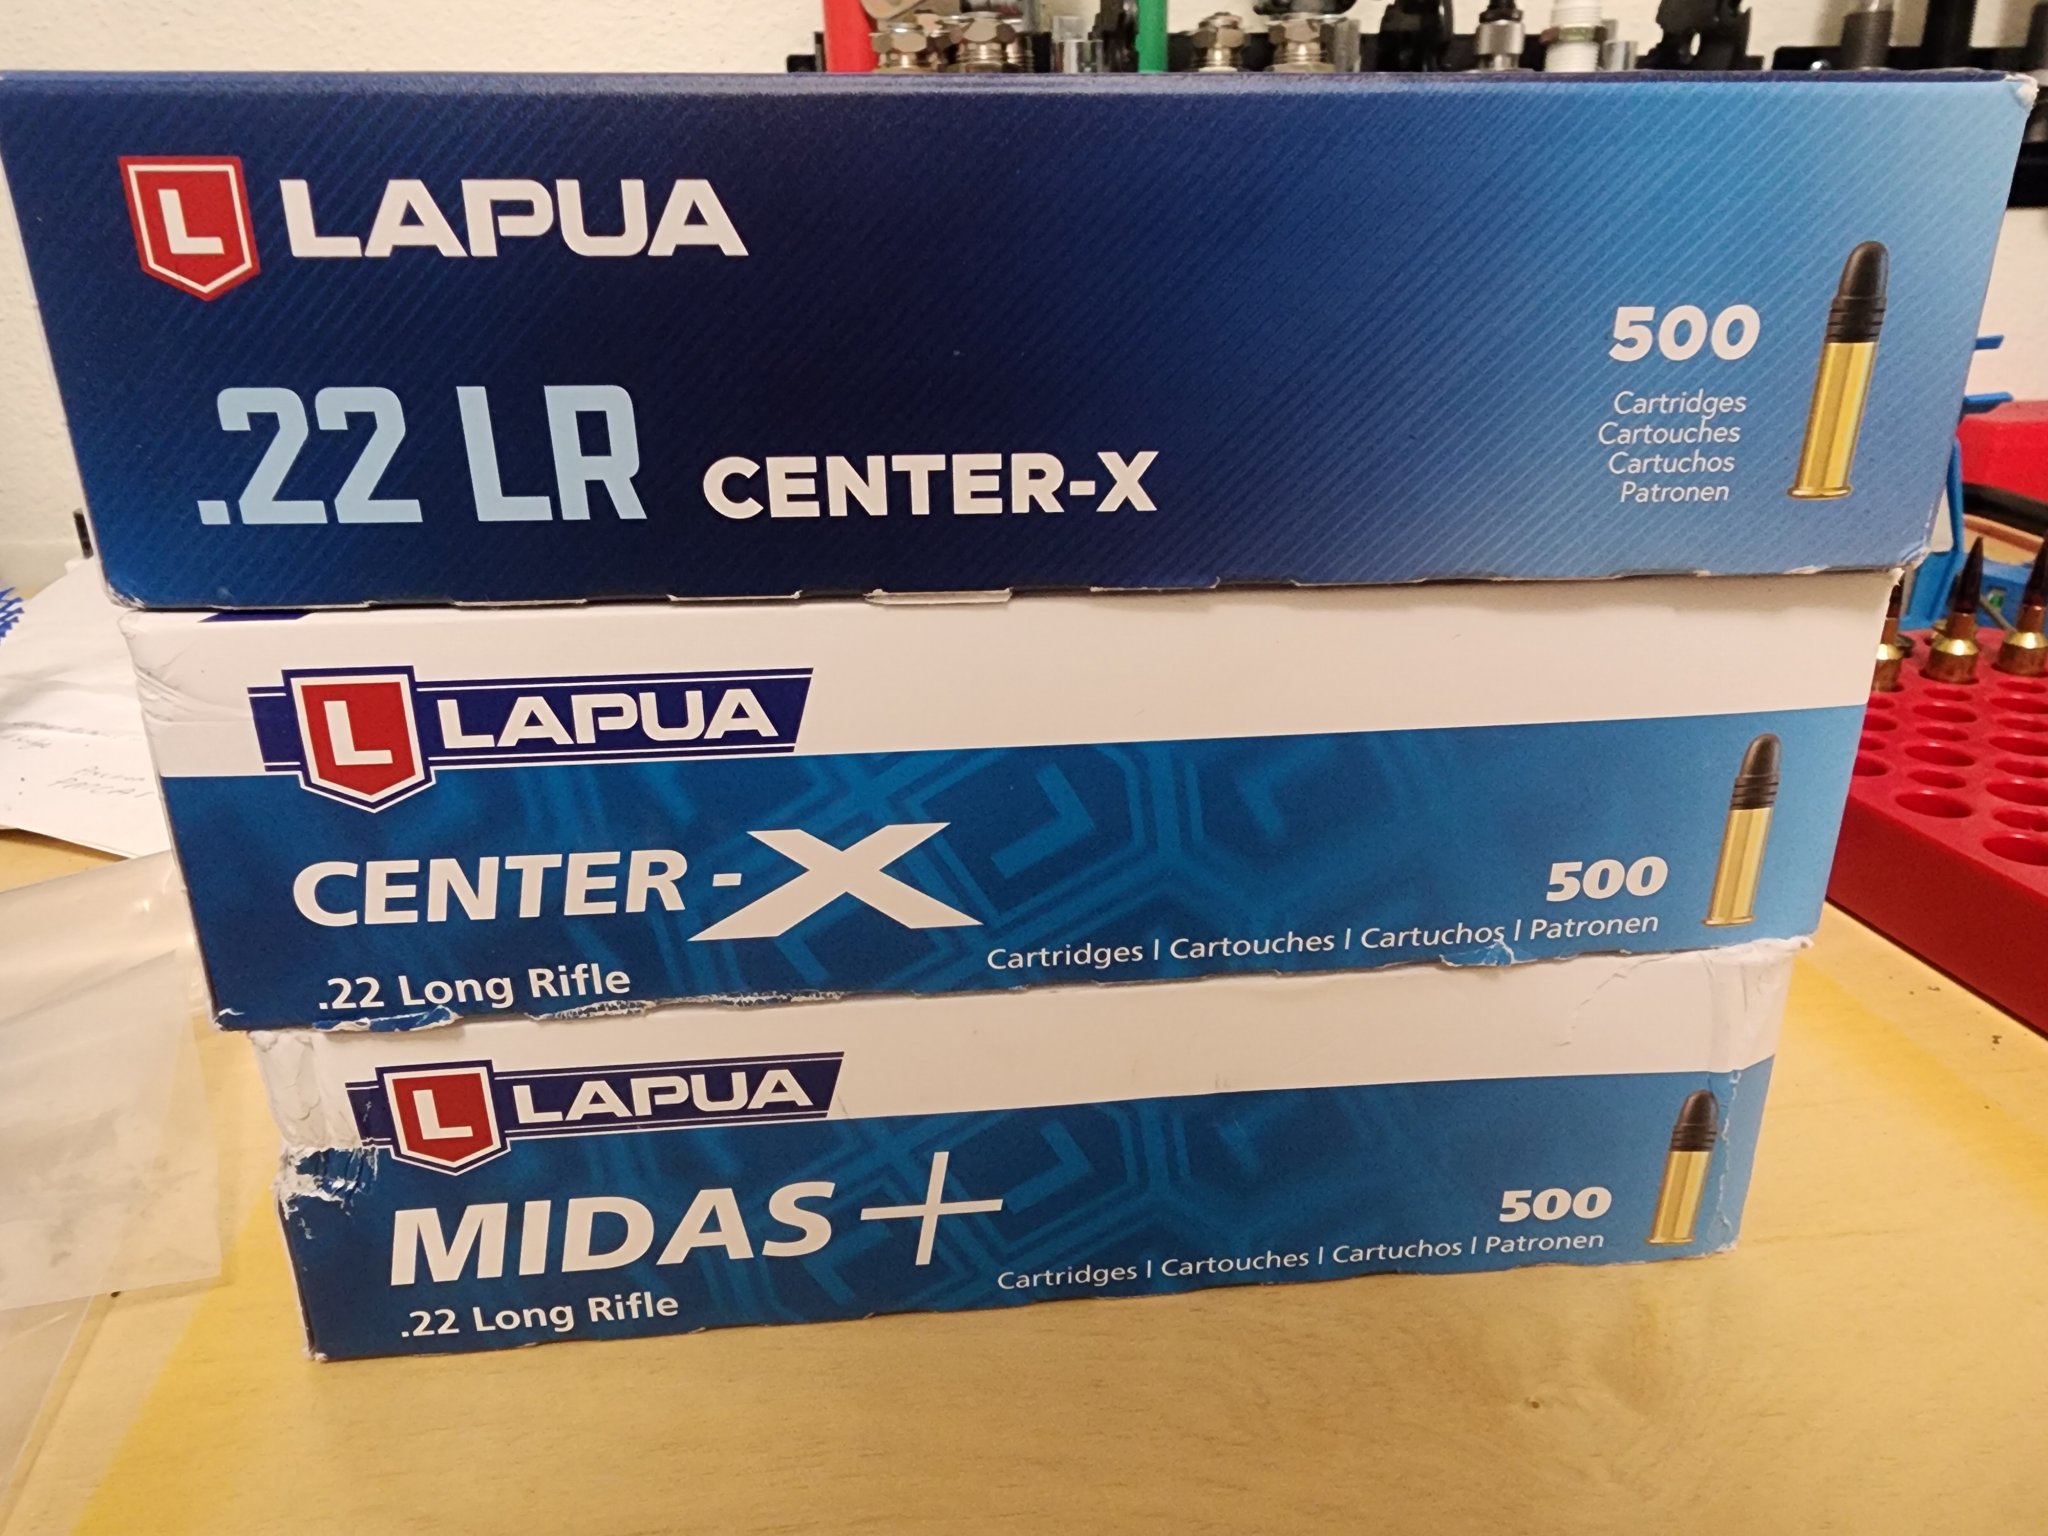 L LAPUA
.22 LR CENTER-X
500
Cartridges
Cartouches
Cartuchos
Patronen
L LAPUA
CENTER-X
.22 Long Rifle
500
Cartridges | Cartouches | Cartuchos | Patronen
L LAPUA
MIDAS+
.22 Long Rifle
500
Cartridges | Cartouches | Cartuchos | Patronen